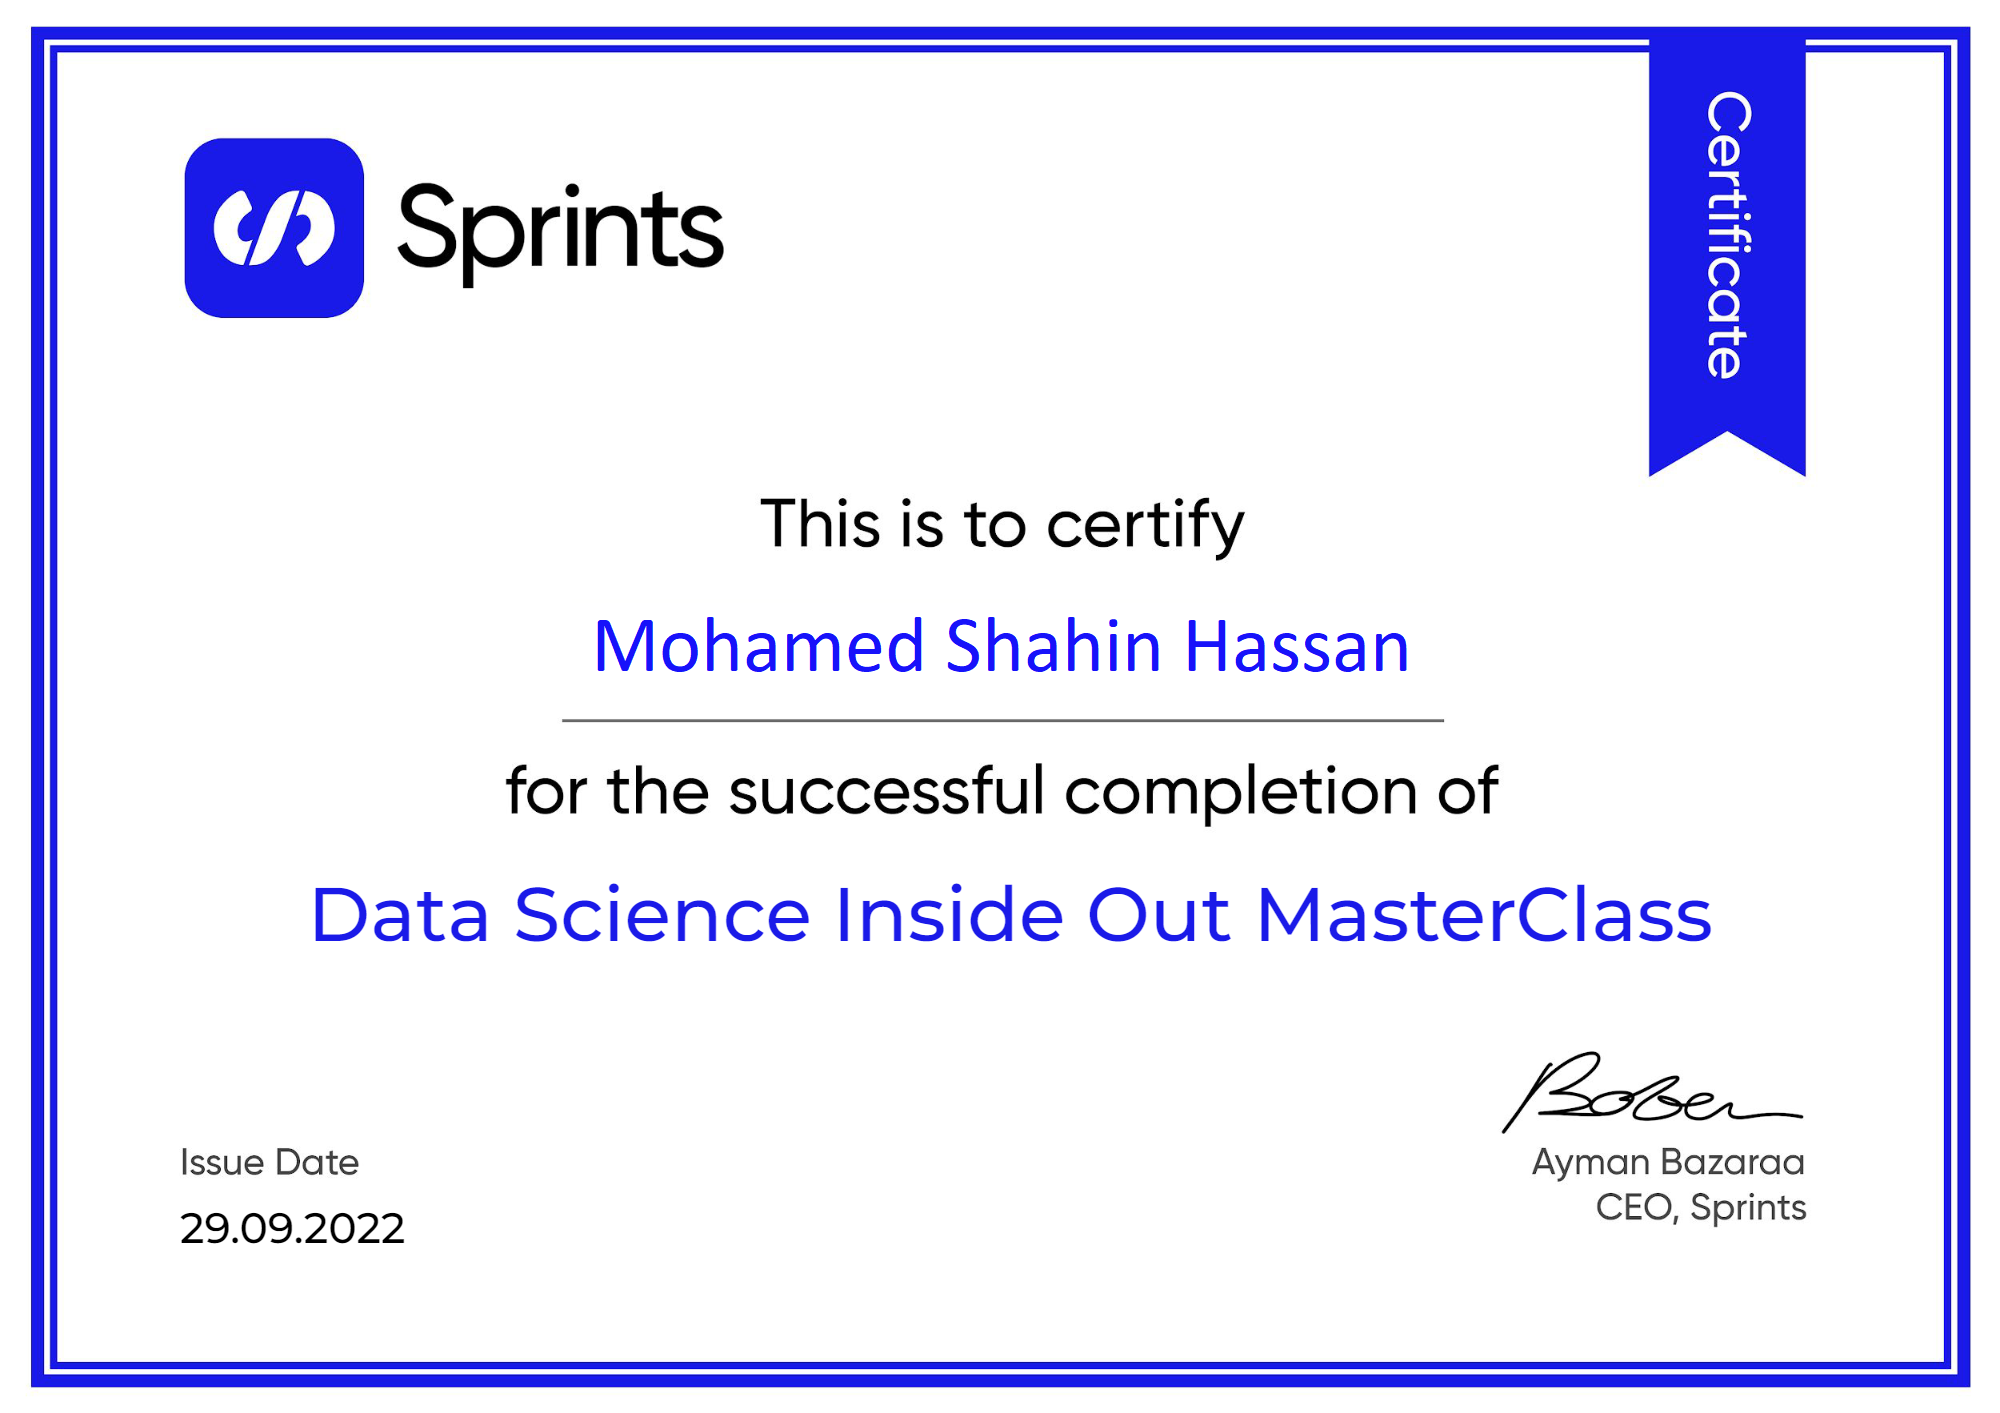 Sprints
Certificate
This is to certify
Mohamed Shahin Hassan
for the successful completion of
Data Science Inside Out MasterClass
Issue Date
29.09.2022
Ayman Bazaraa
CEO, Sprints